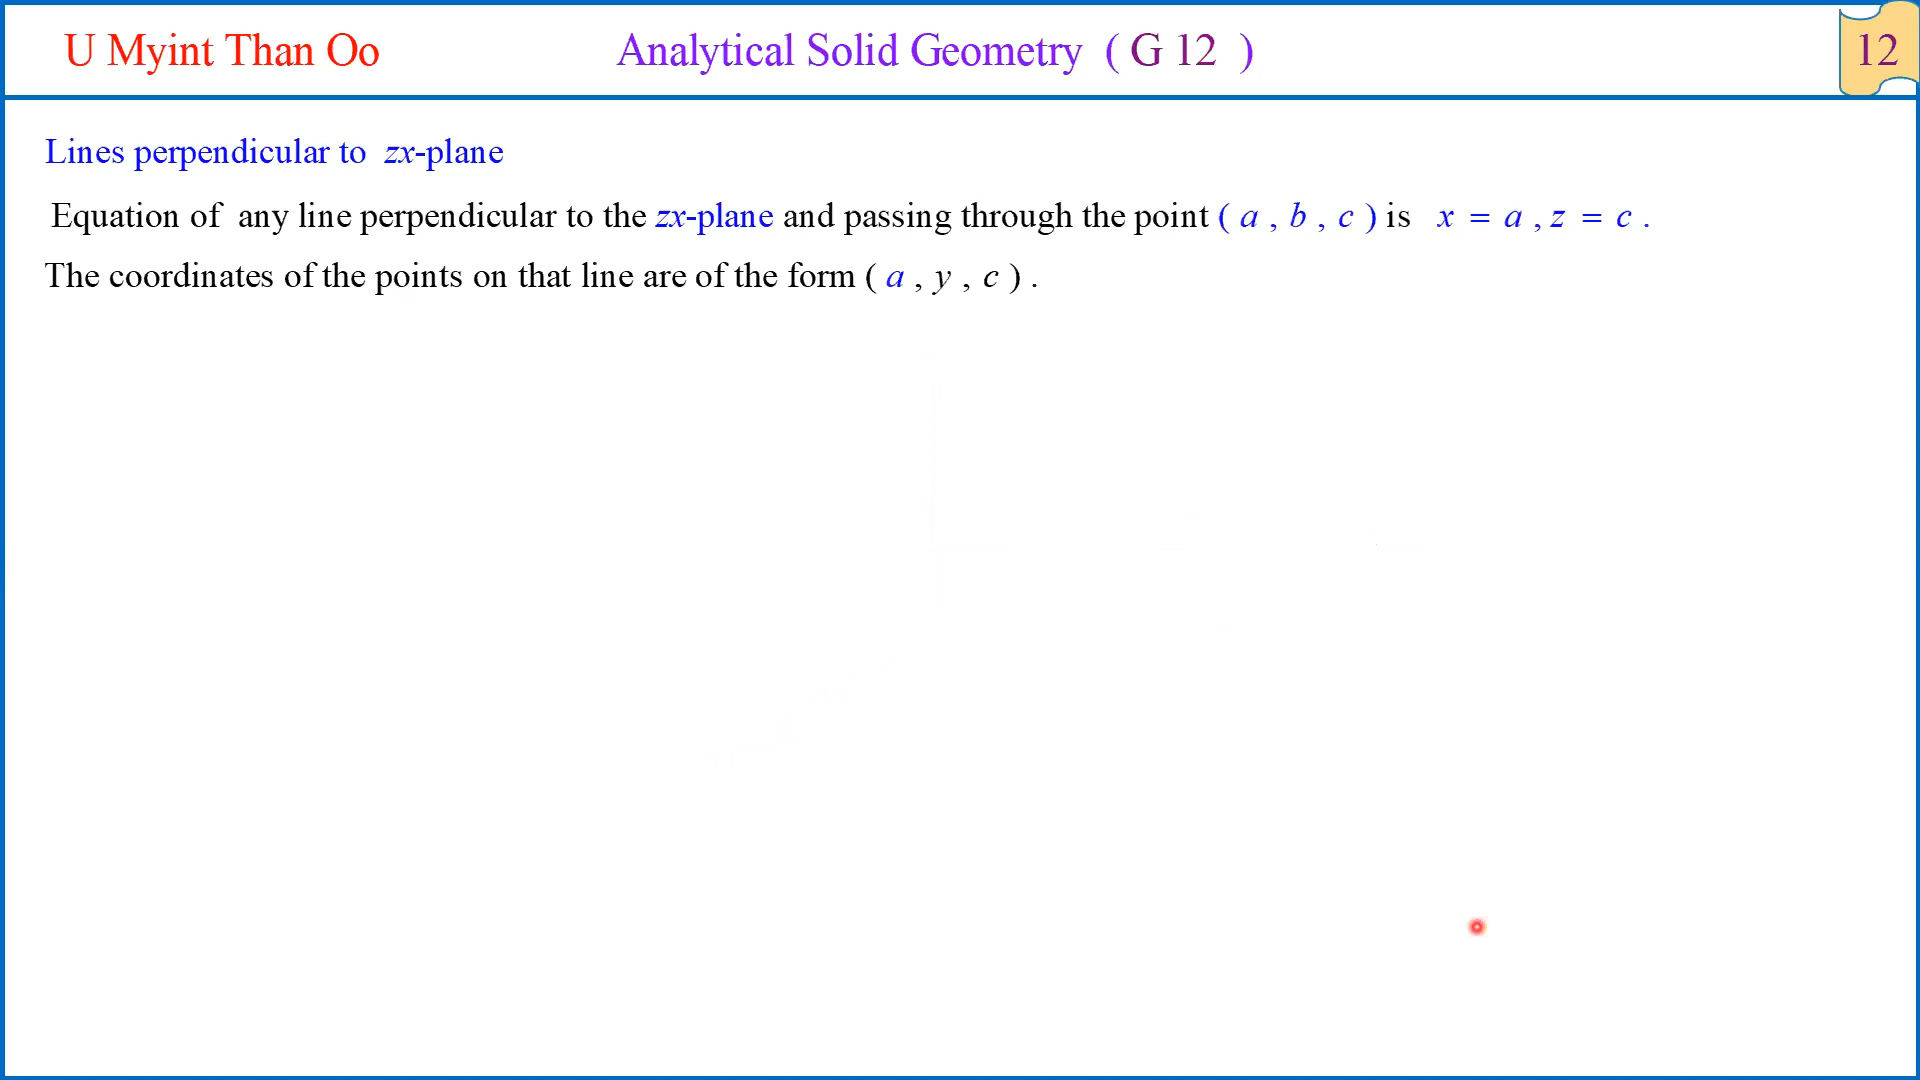 U Myint Than Oo
Analytical Solid Geometry ( G 12 )
12
Lines perpendicular to zx-plane
Equation of any line perpendicular to the zx-plane and passing through the point ( a , b , c ) is x = a , z = c .
The coordinates of the points on that line are of the form ( a , y , c ) .